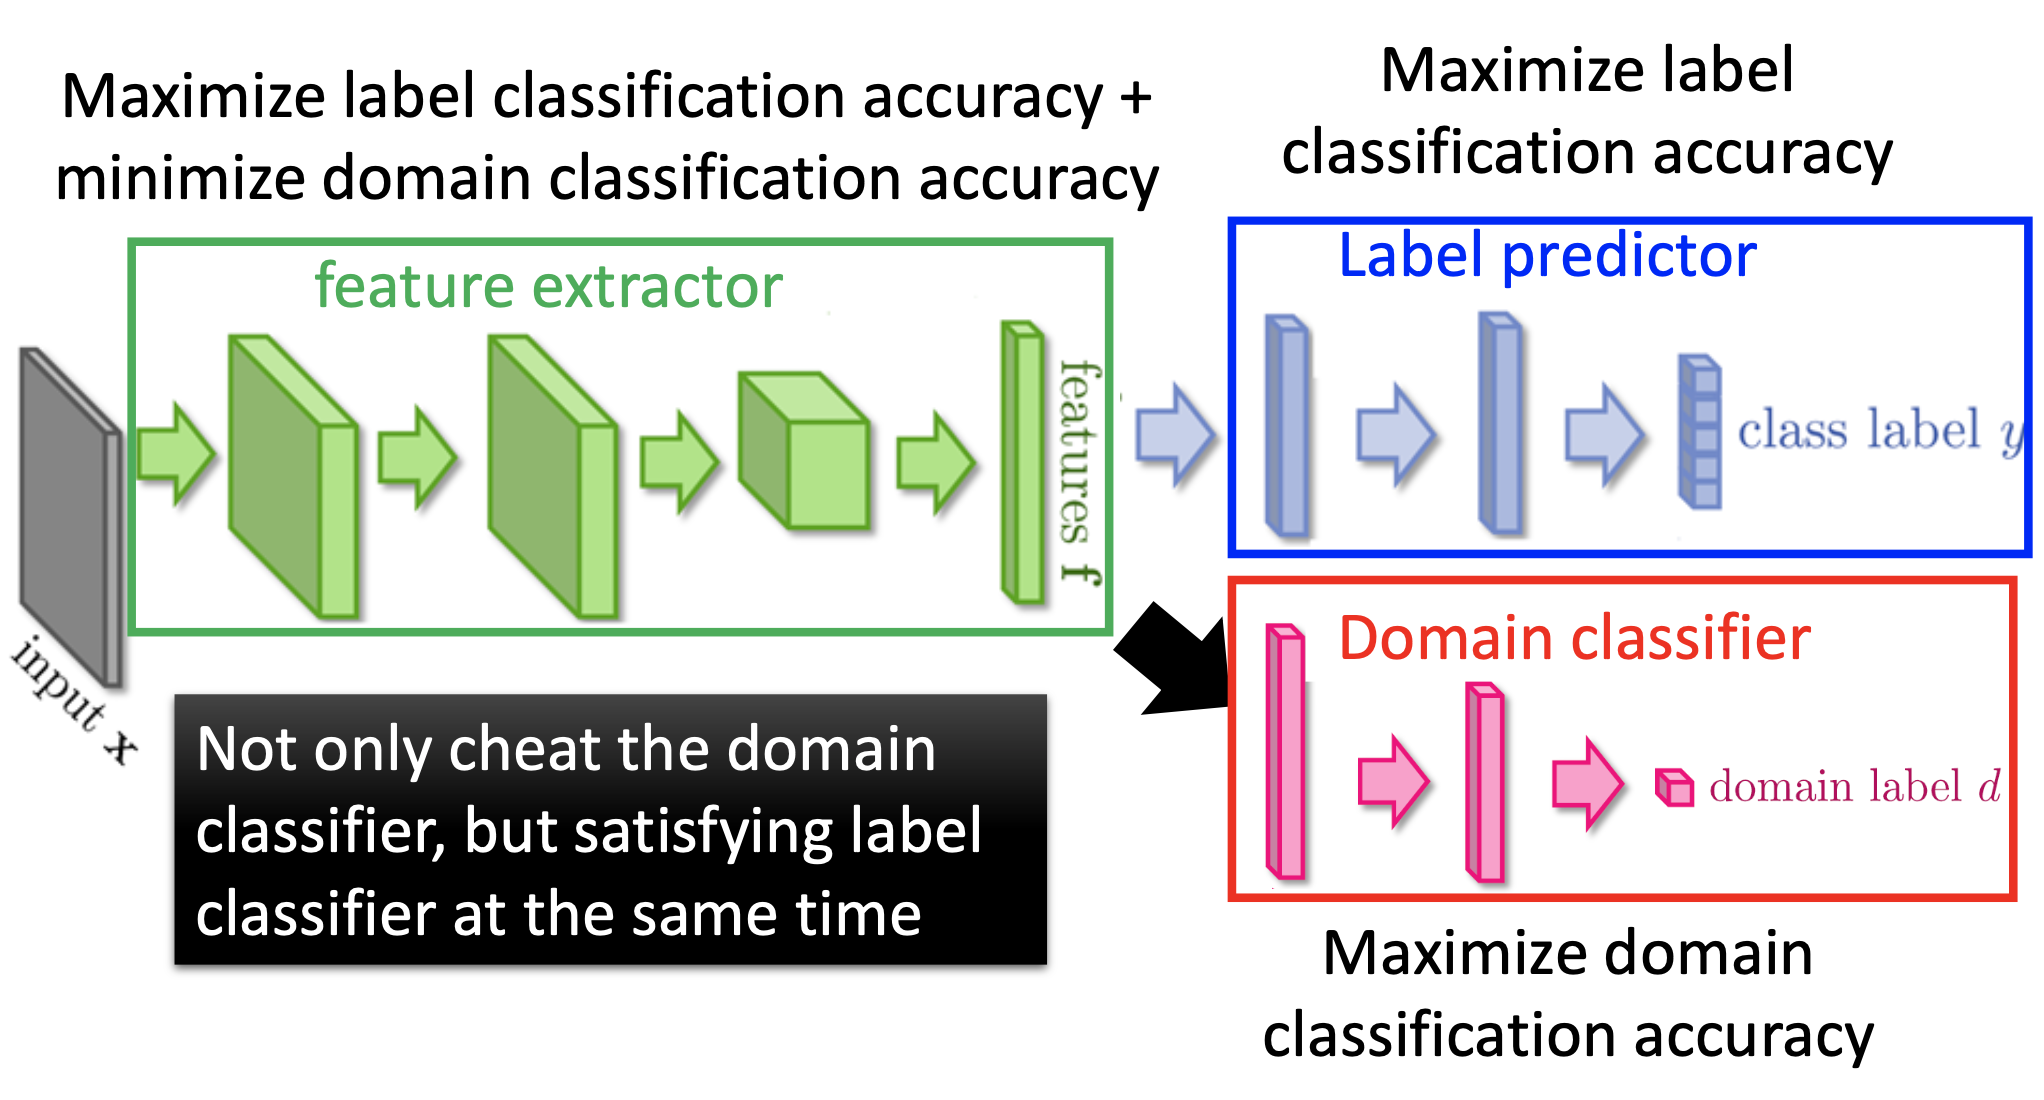 Maximize label classification accuracy +
minimize domain classification accuracy
Maximize label
classification accuracy
feature extractor
features f
input x
Label predictor
class label y
Domain classifier
domain label d
Not only cheat the domain
classifier, but satisfying label
classifier at the same time
Maximize domain
classification accuracy